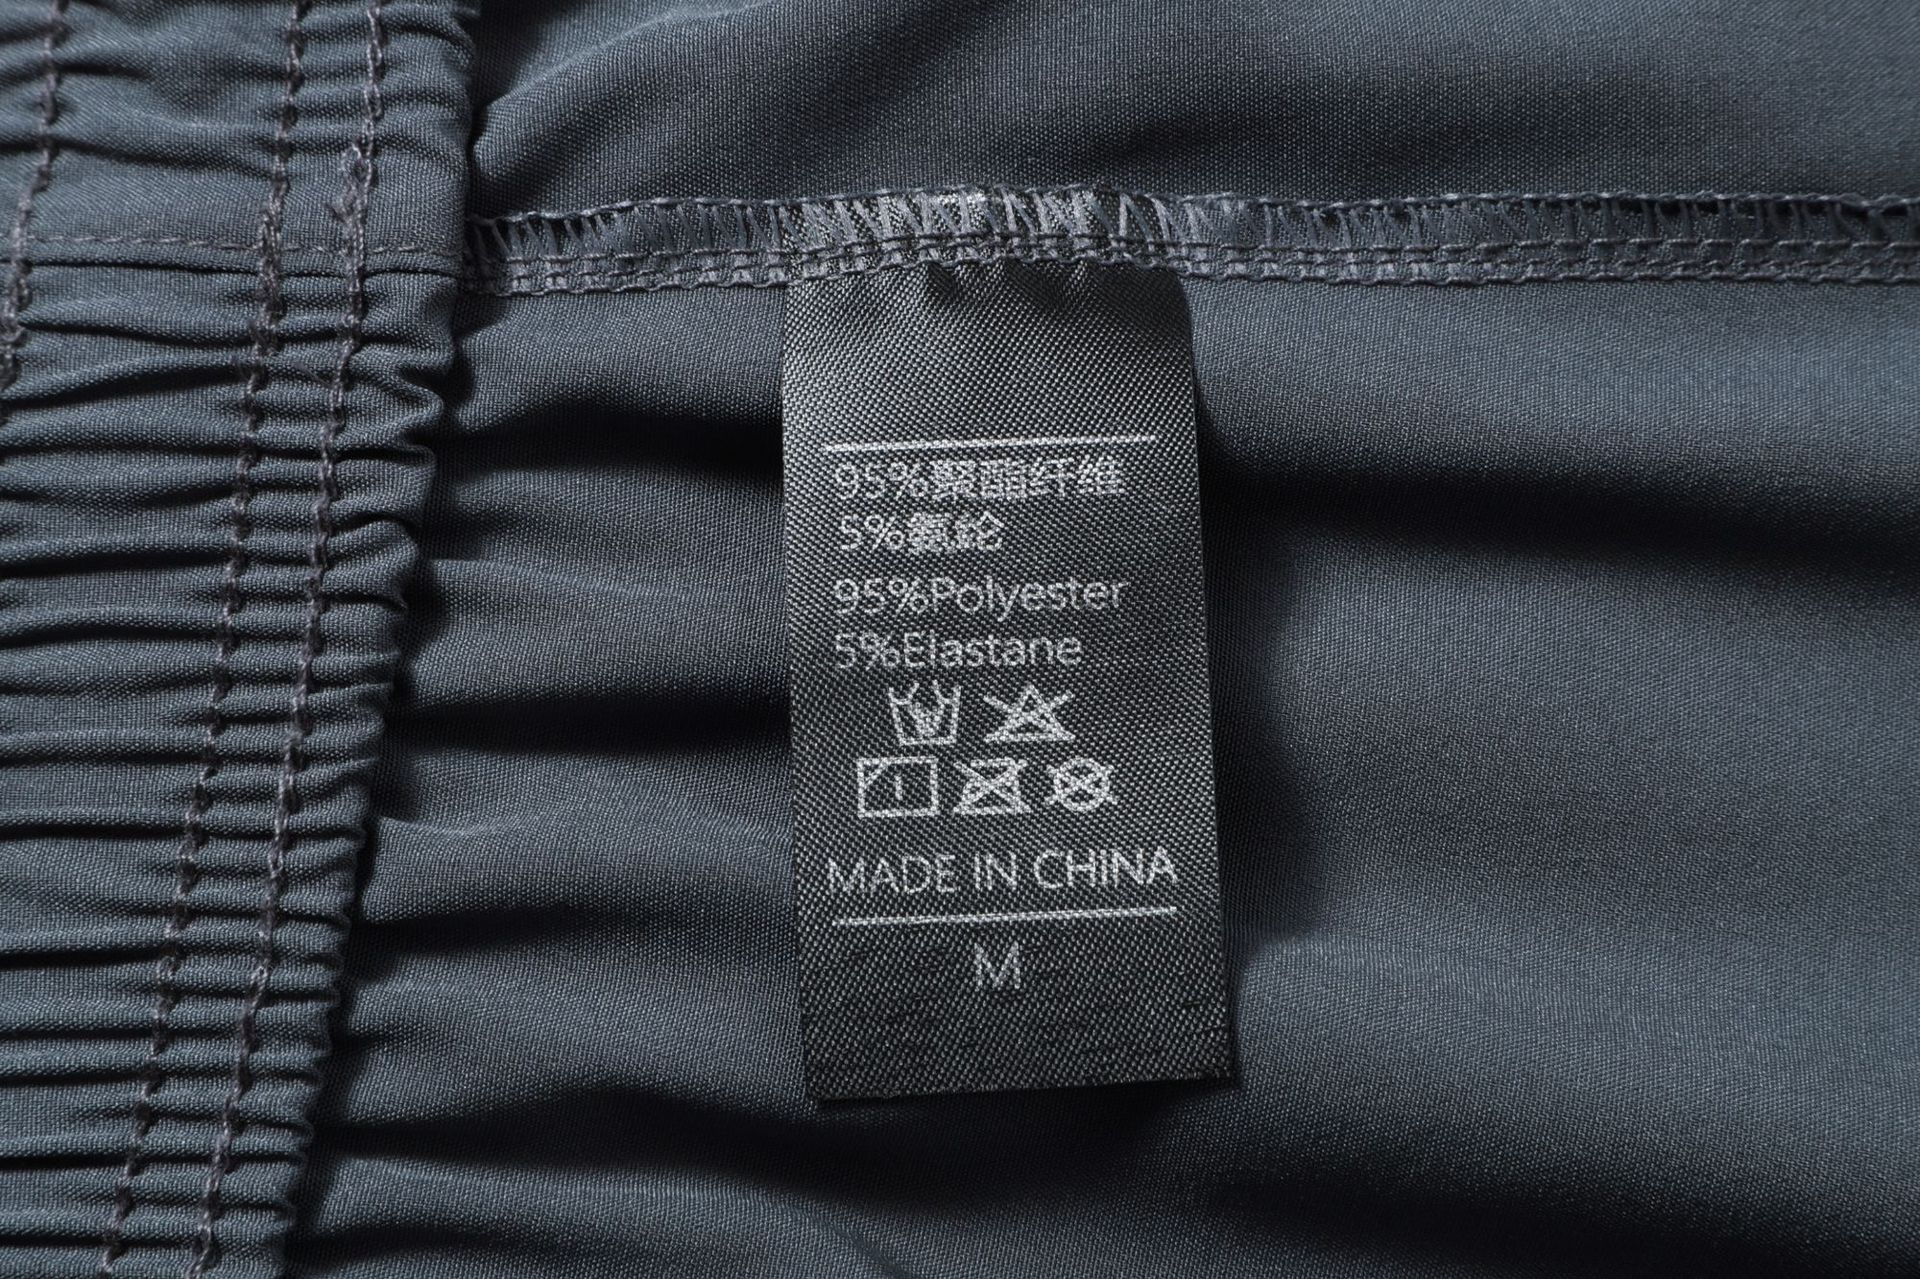 95%聚酯纤维
5%氨纶
95%Polyester
5%Elastane
MADE IN CHINA
M